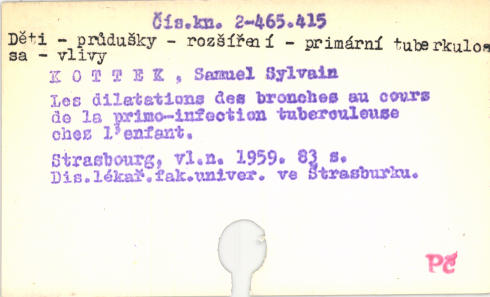 Čís.kn. 2-465.415
Děti - průdušky - rozšíření - primární tuberkulos
sa - vlivy
K O T T E K , Samuel Sylvain
Les dilatations des bronches au cours
de la primo-infection tuberculeuse
chez l'enfant.
Strasbourg, vl.n. 1959. 83 s.
Dis.lékař.fak.univer. ve Štrasburku.
Pč